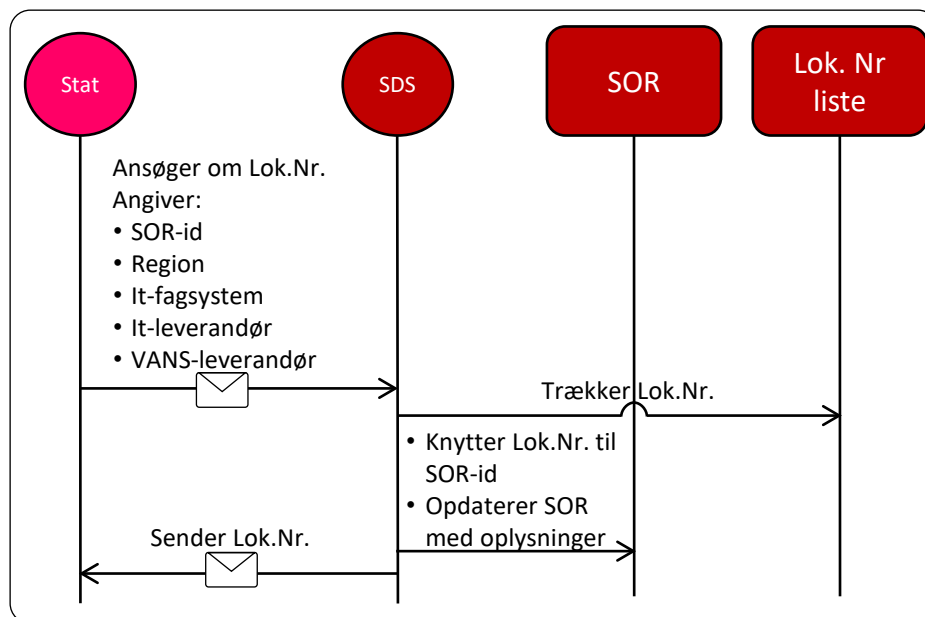 Stat
SDS
SOR
Lok. Nr
liste
Ansøger om Lok.Nr.
Angiver:
• SOR-id
• Region
• It-fagsystem
• It-leverandør
• VANS-leverandør
Trækker Lok.Nr.
• Knytter Lok.Nr. til
SOR-id
• Opdaterer SOR
med oplysninger
Sender Lok.Nr.